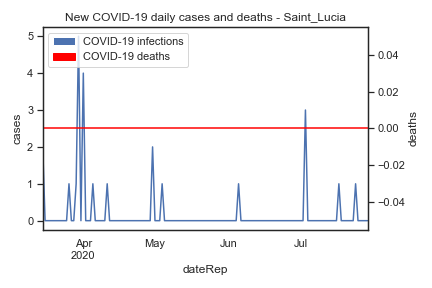 New COVID-19 daily cases and deaths - Saint_Lucia
COVID-19 infections
COVID-19 deaths
cases
5
4
3
2
1
0
deaths
0.04
0.02
0.00
−0.02
−0.04
Apr
2020
May
Jun
Jul
dateRep